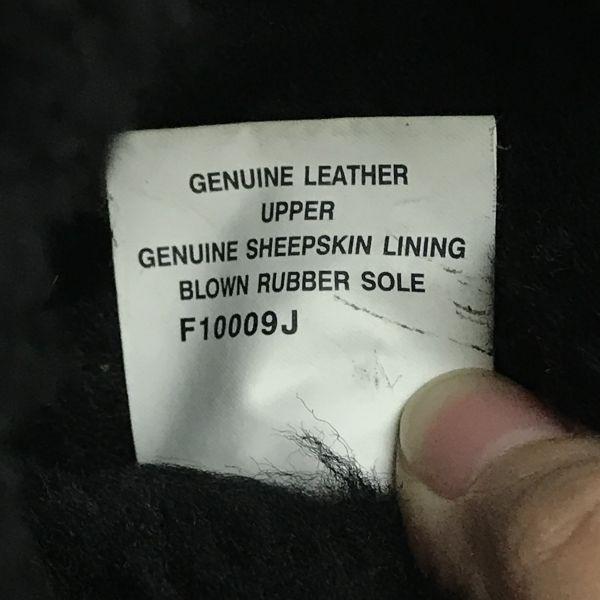 GENUINE LEATHER
UPPER
GENUINE SHEEPSKIN LINING
BLOWN RUBBER SOLE
F10009J